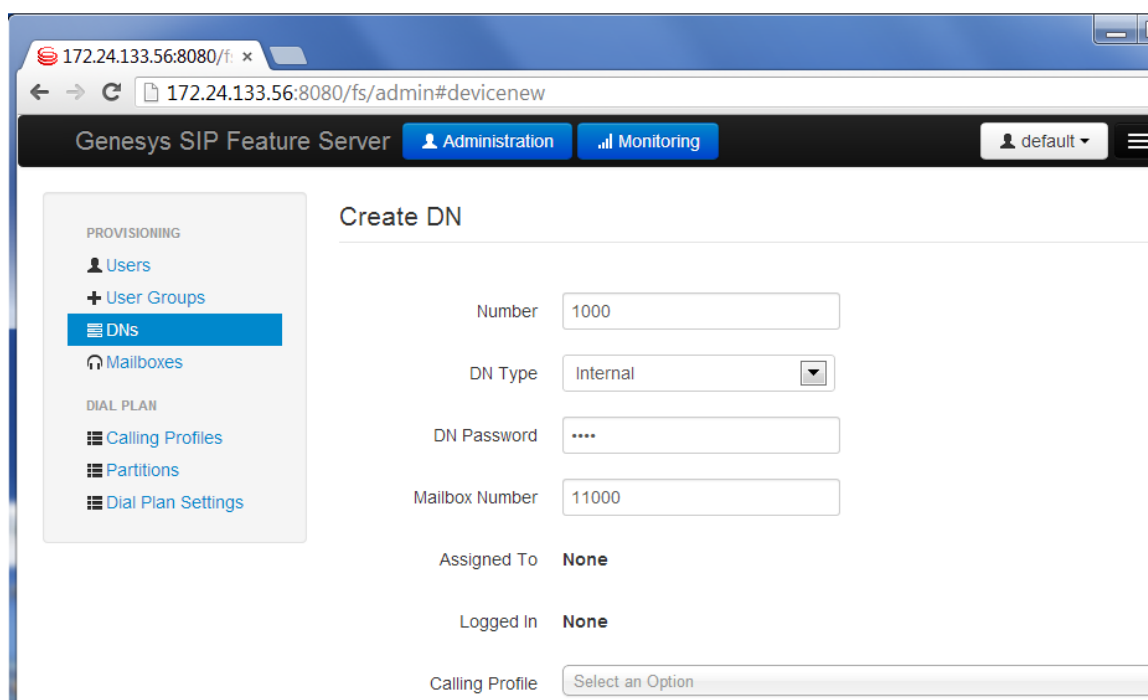 172.24.133.56:8080/f: ×
172.24.133.56:8080/fs/admin#devicenew
Genesys SIP Feature Server Administration Monitoring default
PROVISIONING
Users
User Groups
DNs
Mailboxes
DIAL PLAN
Calling Profiles
Partitions
Dial Plan Settings
Create DN
Number 1000
DN Type Internal
DN Password ••••
Mailbox Number 11000
Assigned To None
Logged In None
Calling Profile Select an Option